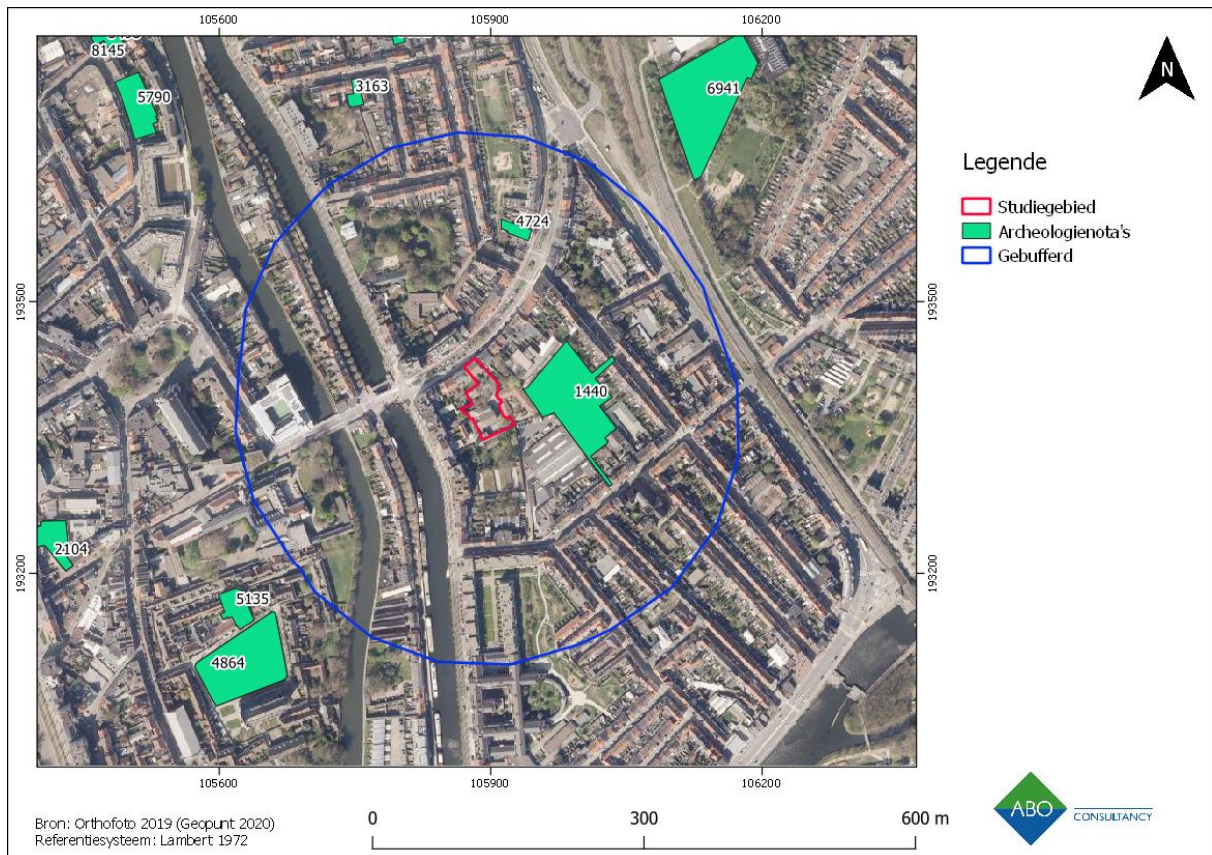 105600 105900 106200
8145
5790
3163
6941
N
Legende
Studiegebied
Archeologienota's
Gebufferd
4724
193500 193500
1440
2104
193200 193200
5135
4864
105600 105900 106200
Bron: Orthofoto 2019 (Geopunt 2020)
Referentiesysteem: Lambert 1972
0 300 600 m
ABO
CONSULTANCY